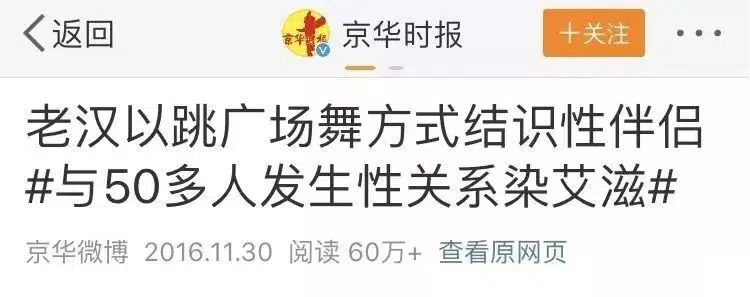 返回
京华时报
+关注
老汉以跳广场舞方式结识性伴侣
#与50多人发生性关系染艾滋#
京华微博 2016.11.30 阅读 60万+ 查看原网页